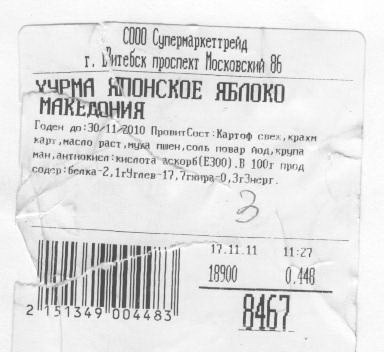 СООО Супермаркеттрейд
г. Витебск проспект Московский 86
ХУРМА ЯПОНСКОЕ ЯБЛОКО
МАКЕДОНИЯ
Годен до:30/11/2010 ПровитСост:Картоф свеж,крахм
карт,масло раст,мука пшен,соль повар йод,крупа
ман,антиокисл:кислота аскорб(Е300).В 100г прод
содер:белка-2,1гУглев-17,7гжира-0,3гЭнерг.
3
17.11.11 11:27
18900 0.448
8467
2 151349 004483